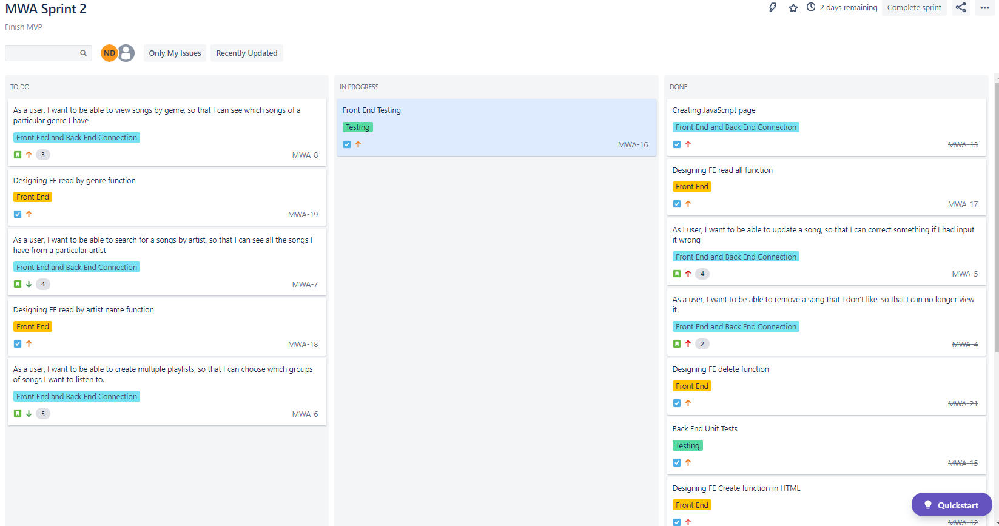 MWA Sprint 2
2 days remaining
Complete sprint
Finish MVP
ND
Only My Issues
Recently Updated
TO DO
As a user, I want to be able to view songs by genre, so that I can see which songs of a
particular genre I have
Front End and Back End Connection
3
MWA-8
Designing FE read by genre function
Front End
MWA-19
As a user, I want to be able to search for a songs by artist, so that I can see all the songs I
have from a particular artist
Front End and Back End Connection
4
MWA-7
Designing FE read by artist name function
Front End
MWA-18
As a user, I want to be able to create multiple playlists, so that I can choose which groups
of songs I want to listen to.
Front End and Back End Connection
5
MWA-6
IN PROGRESS
Front End Testing
Testing
MWA-16
DONE
Creating JavaScript page
Front End and Back End Connection
MWA-13
Designing FE read all function
Front End
MWA-17
As I user, I want to be able to update a song, so that I can correct something if I had input
it wrong
Front End and Back End Connection
4
MWA-5
As a user, I want to be able to remove a song that I don't like, so that I can no longer view
it
Front End and Back End Connection
2
MWA-4
Designing FE delete function
Front End
MWA-21
Back End Unit Tests
Testing
MWA-15
Designing FE Create function in HTML
Front End
MWA-12
Quickstart